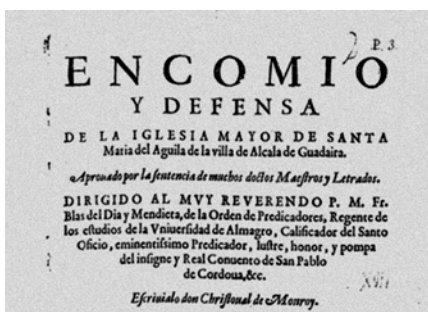 P. 3.
ENCOMIO
Y DEFENSA
DE LA IGLESIA MAYOR DE SANTA
Maria del Aguila de la villa de Alcala de Guadaira.
Aprouado por la sentencia de muchos doctos Maestros y Letrados.
DIRIGIDO AL MVY REVERENDO P. M. Fr.
Blas del Dia y Mendieta, de la Orden de Predicadores, Regente de
los estudios de la Vniuersidad de Almagro, Calificador del Santo
Oficio, eminentissimo Predicador, lustre, honor, y pompa
del insigne y Real Conuento de San Pablo
de Cordoua, &c.
Escriuialo don Christoual de Monroy.